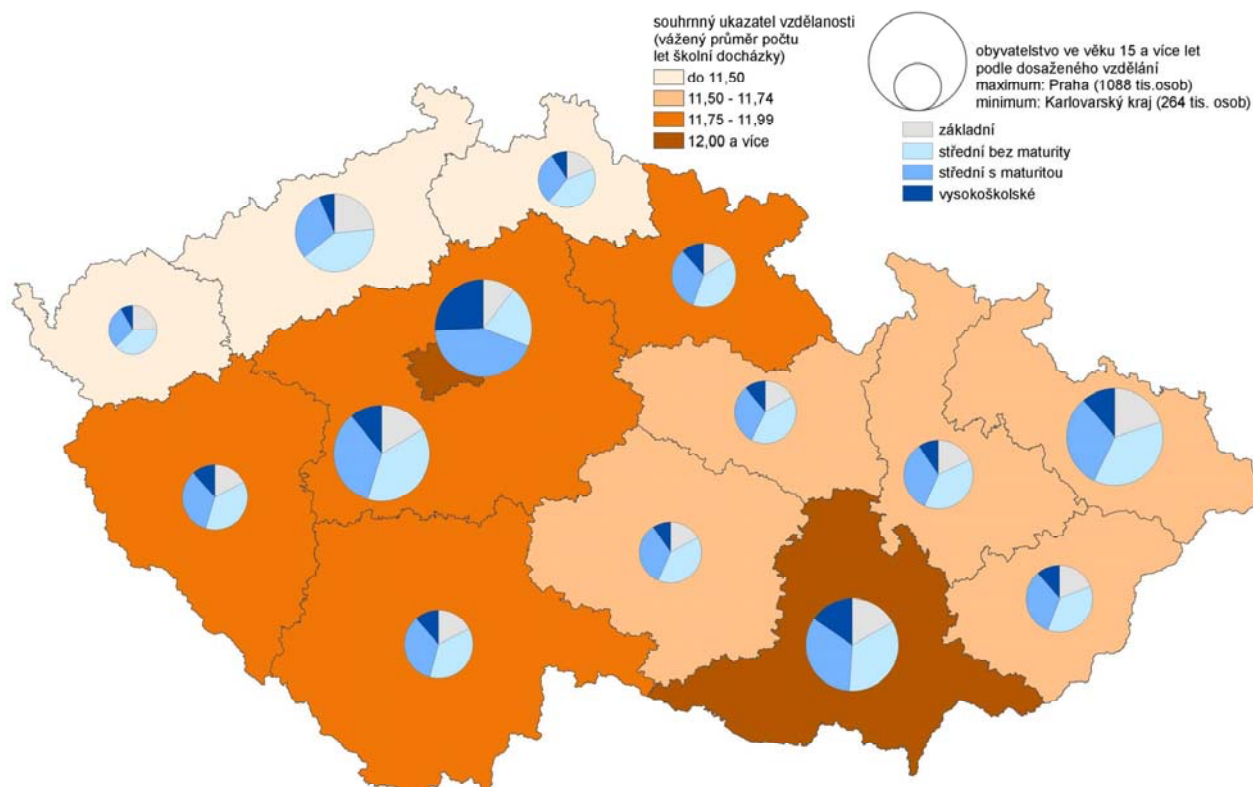 souhrnný ukazatel vzdělanosti
(vážený průměr počtu
let školní docházky)
do 11,50
11,50 - 11,74
11,75 - 11,99
12,00 a více
obyvatelstvo ve věku 15 a více let
podle dosaženého vzdělání
maximum: Praha (1088 tis.osob)
minimum: Karlovarský kraj (264 tis. osob)
základní
střední bez maturity
střední s maturitou
vysokoškolské